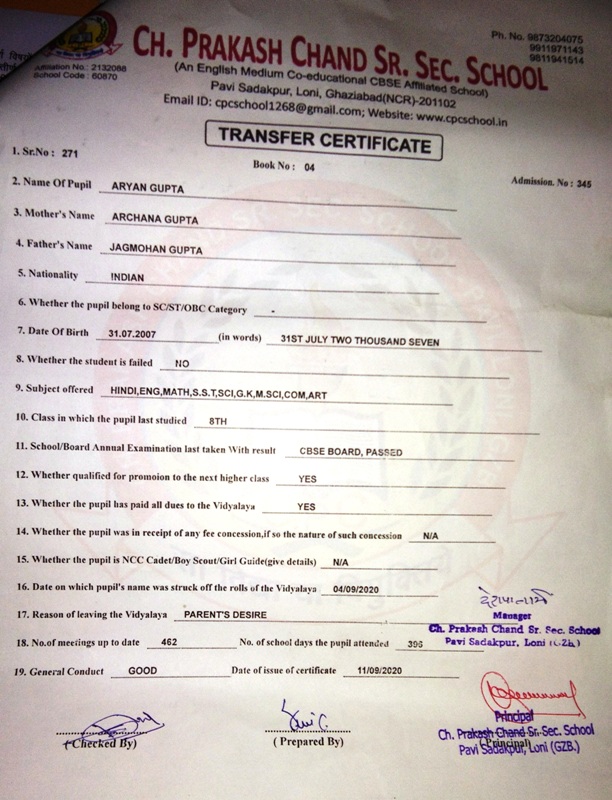 CH. PRAKASH CHAND SR. SEC. SCHOOL
Ph. No. 9873204075
9911971143
9811941514
Affiliation No.: 2132088
School Code : 60870
(An English Medium Co-educational CBSE Affiliated School)
Pavi Sadakpur, Loni, Ghaziabad(NCR)-201102
Email ID: cpcschool1268@gmail.com; Website: www.cpcschool.in
TRANSFER CERTIFICATE
1. Sr.No : 271
Book No : 04
Admission. No : 345
2. Name Of Pupil ARYAN GUPTA
3. Mother's Name ARCHANA GUPTA
4. Father's Name JAGMOHAN GUPTA
5. Nationality INDIAN
6. Whether the pupil belong to SC/ST/OBC Category -
7. Date Of Birth 31.07.2007 (in words) 31ST JULY TWO THOUSAND SEVEN
8. Whether the student is failed NO
9. Subject offered HINDI,ENG,MATH,S.S.T,SCI,G.K,M.SCI,COM,ART
10. Class in which the pupil last studied 8TH
11. School/Board Annual Examination last taken With result CBSE BOARD, PASSED
12. Whether qualified for promoion to the next higher class YES
13. Whether the pupil has paid all dues to the Vidyalaya YES
14. Whether the pupil was in receipt of any fee concession,if so the nature of such concession N/A
15. Whether the pupil is NCC Cadet/Boy Scout/Girl Guide(give details) N/A
16. Date on which pupil's name was struck off the rolls of the Vidyalaya 04/09/2020
17. Reason of leaving the Vidyalaya PARENT'S DESIRE
Manager
Ch. Prakash Chand Sr. Sec. School
Pavi Sadakpur, Loni (GZB.)
18. No.of meetings up to date 462 No. of school days the pupil attended 396
19. General Conduct GOOD Date of issue of certificate 11/09/2020
(Checked By)
( Prepared By)
Principal
Ch. Prakash Chand Sr. Sec. School
(Principal)
Pavi Sadakpur, Loni (GZB.)